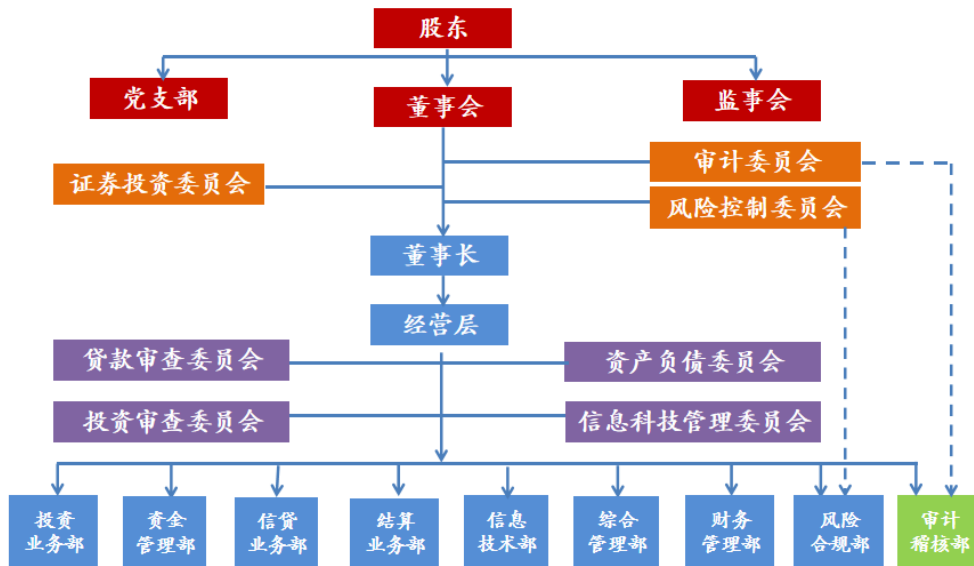 股东
党支部
董事会
监事会
审计委员会
证券投资委员会
风险控制委员会
董事长
经营层
贷款审查委员会
资产负债委员会
投资审查委员会
信息科技管理委员会
投资
业务部
资金
管理部
信贷
业务部
结算
业务部
信息
技术部
综合
管理部
财务
管理部
风险
合规部
审计
稽核部